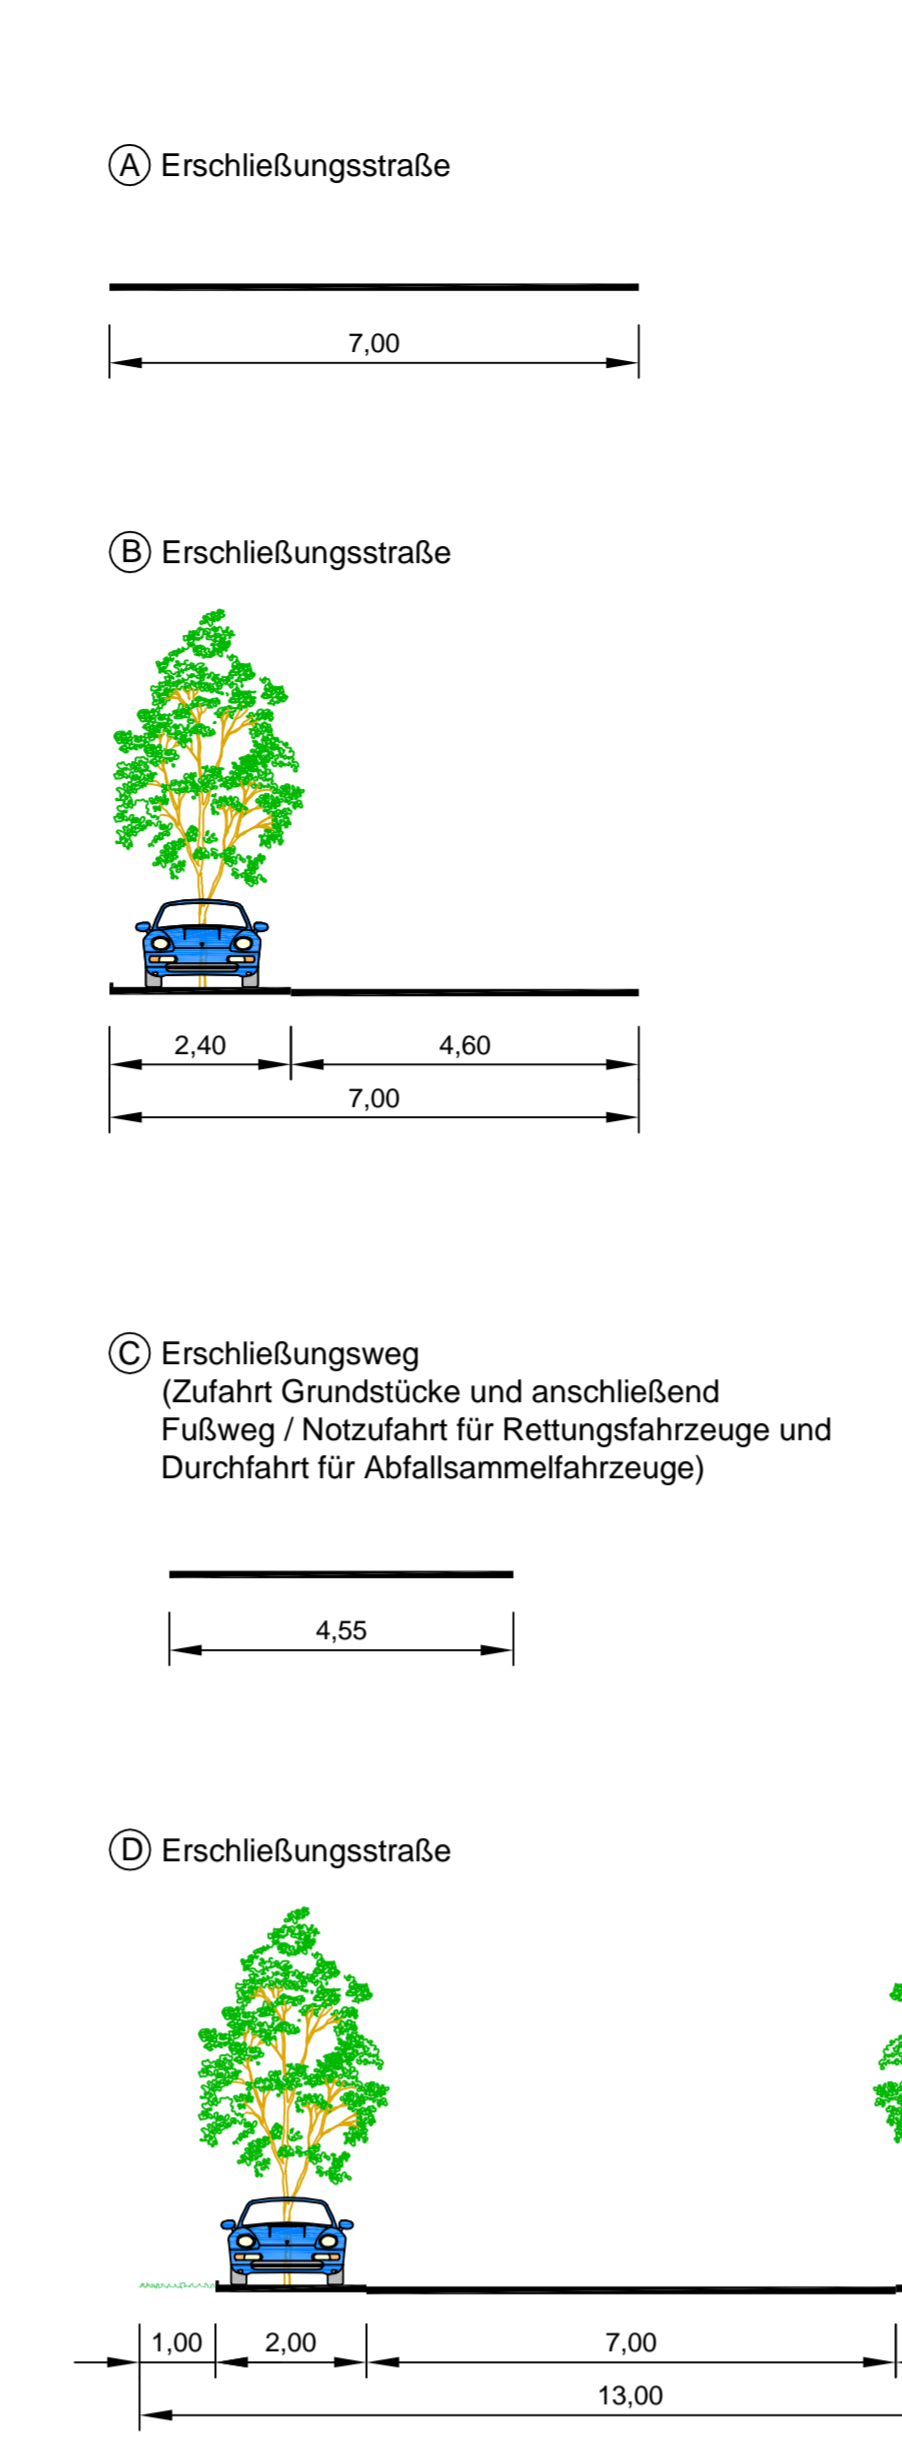 A Erschließungsstraße
7,00
B Erschließungsstraße
2,40 4,60
7,00
C Erschließungsweg
(Zufahrt Grundstücke und anschließend
Fußweg / Notzufahrt für Rettungsfahrzeuge und
Durchfahrt für Abfallsammelfahrzeuge)
4,55
D Erschließungsstraße
1,00 2,00 7,00
13,00